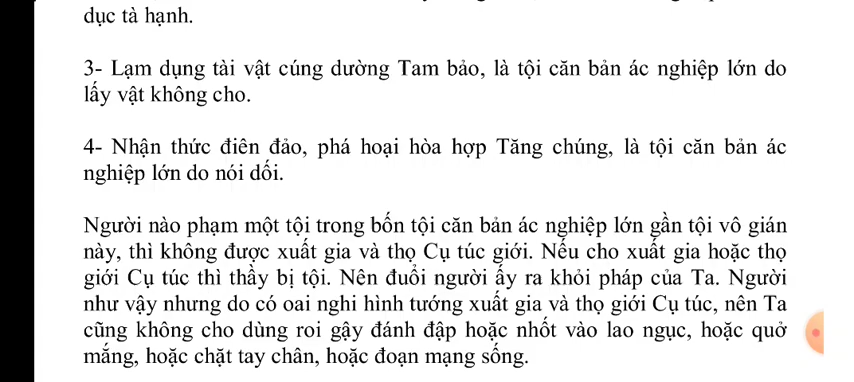 dục tà hạnh.
3- Lạm dụng tài vật cúng dường Tam bảo, là tội căn bản ác nghiệp lớn do
lấy vật không cho.
4- Nhận thức điên đảo, phá hoại hòa hợp Tăng chúng, là tội căn bản ác
nghiệp lớn do nói dối.
Người nào phạm một tội trong bốn tội căn bản ác nghiệp lớn gần tội vô gián
này, thì không được xuất gia và thọ Cụ túc giới. Nếu cho xuất gia hoặc thọ
giới Cụ túc thì thầy bị tội. Nên đuổi người ấy ra khỏi pháp của Ta. Người
như vậy nhưng do có oai nghi hình tướng xuất gia và thọ giới Cụ túc, nên Ta
cũng không cho dùng roi gậy đánh đập hoặc nhốt vào lao ngục, hoặc quở
mắng, hoặc chặt tay chân, hoặc đoạn mạng sống.